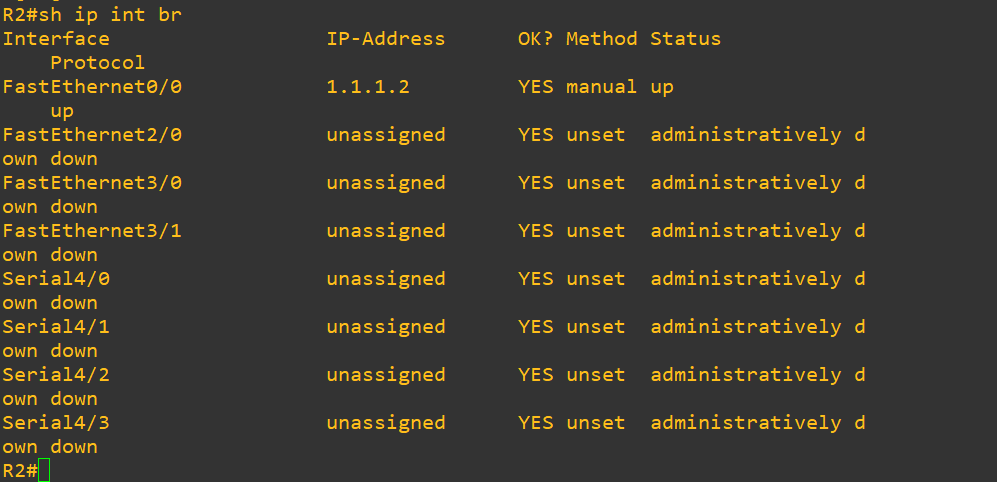 R2#sh ip int br
Interface                  IP-Address      OK? Method Status
    Protocol
FastEthernet0/0            1.1.1.2         YES manual up
    up
FastEthernet2/0            unassigned      YES unset  administratively d
own down
FastEthernet3/0            unassigned      YES unset  administratively d
own down
FastEthernet3/1            unassigned      YES unset  administratively d
own down
Serial4/0                  unassigned      YES unset  administratively d
own down
Serial4/1                  unassigned      YES unset  administratively d
own down
Serial4/2                  unassigned      YES unset  administratively d
own down
Serial4/3                  unassigned      YES unset  administratively d
own down
R2#